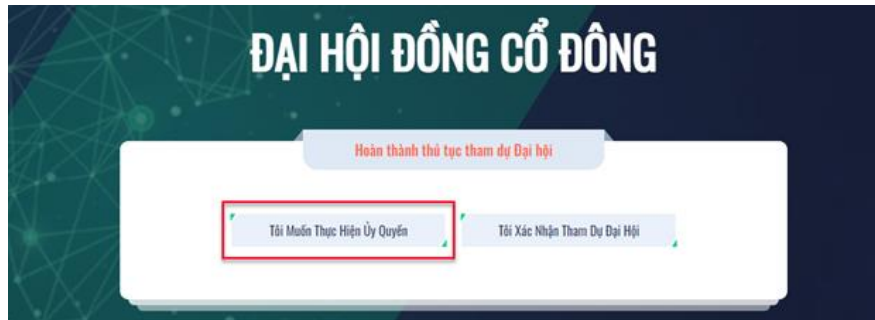 ĐẠI HỘI ĐỒNG CỔ ĐÔNG
Hoàn thành thủ tục tham dự Đại hội
Tôi Muốn Thực Hiện Ủy Quyền
Tôi Xác Nhận Tham Dự Đại Hội